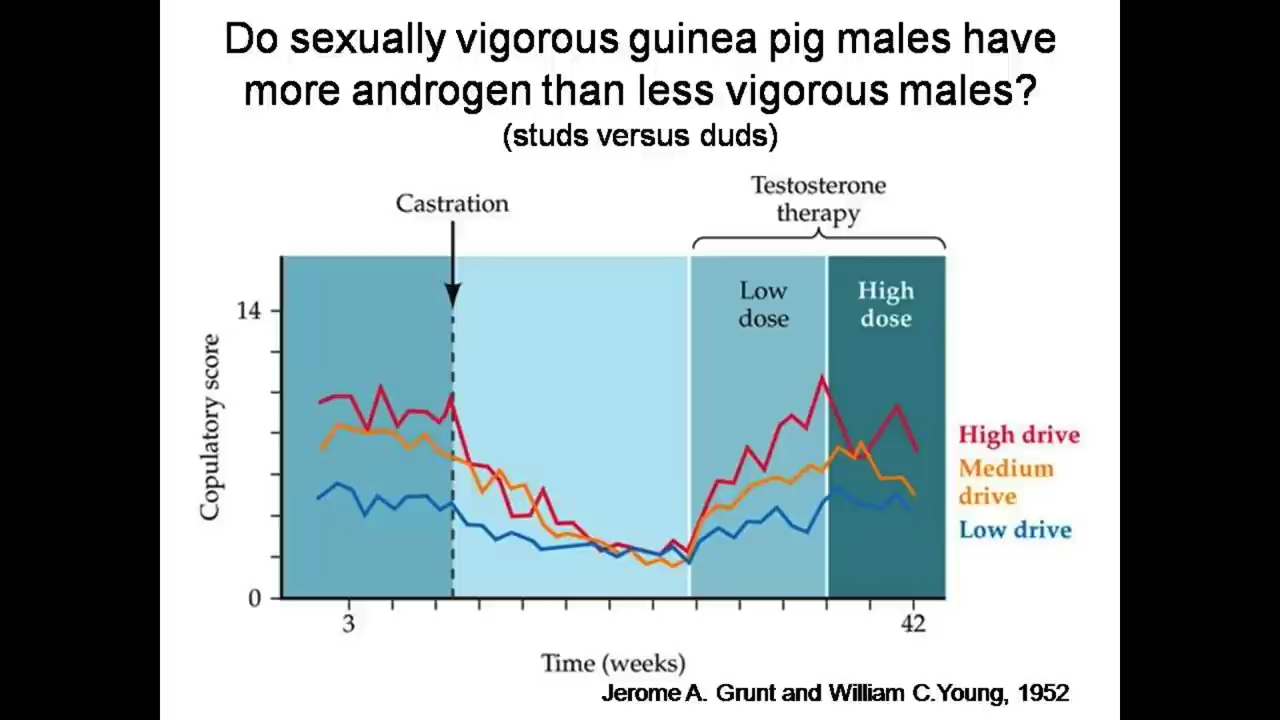 Do sexually vigorous guinea pig males have
more androgen than less vigorous males?
(studs versus duds)
Testosterone
therapy
Castration
Low
dose
High
dose
14
Copulatory score
High drive
Medium
drive
Low drive
0
3
42
Time (weeks)
Jerome A. Grunt and William C.Young, 1952